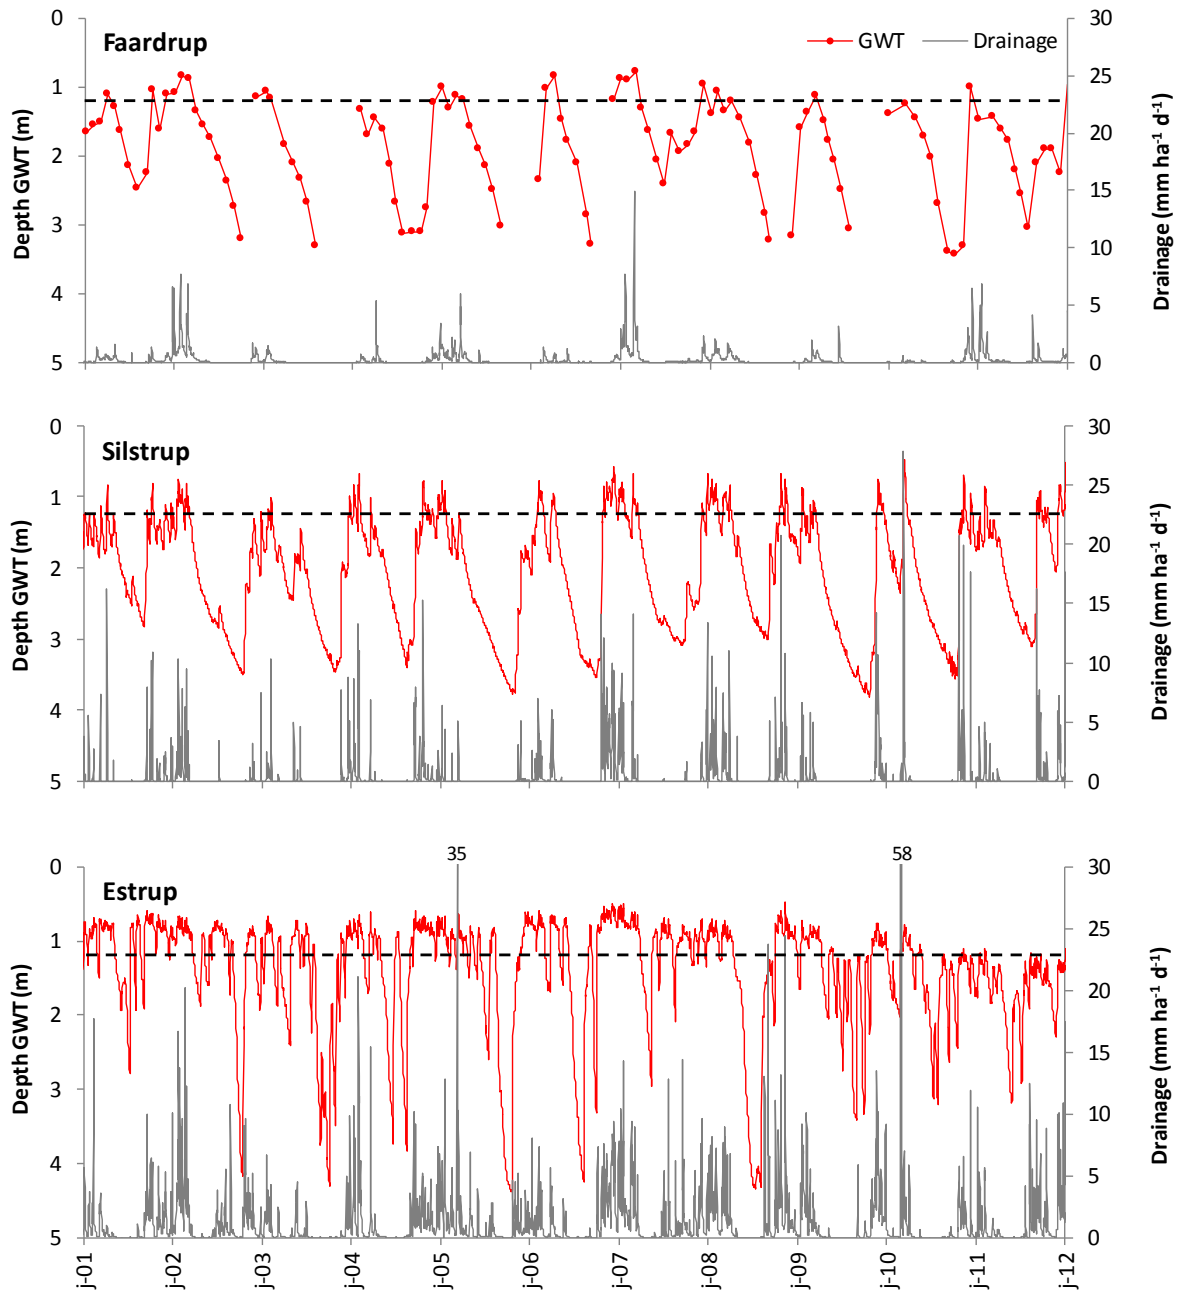 0
30
Faardrup
GWT
Drainage
25
1
20
2
15
3
10
4
5
5
0
Depth GWT (m)
Drainage (mm ha⁻¹ d⁻¹)
0
30
Silstrup
25
1
20
2
15
3
10
4
5
5
0
Depth GWT (m)
Drainage (mm ha⁻¹ d⁻¹)
35
58
0
30
Estrup
25
1
20
2
15
3
10
4
5
5
0
Depth GWT (m)
Drainage (mm ha⁻¹ d⁻¹)
j-01
j-02
j-03
j-04
j-05
j-06
j-07
j-08
j-09
j-10
j-11
j-12